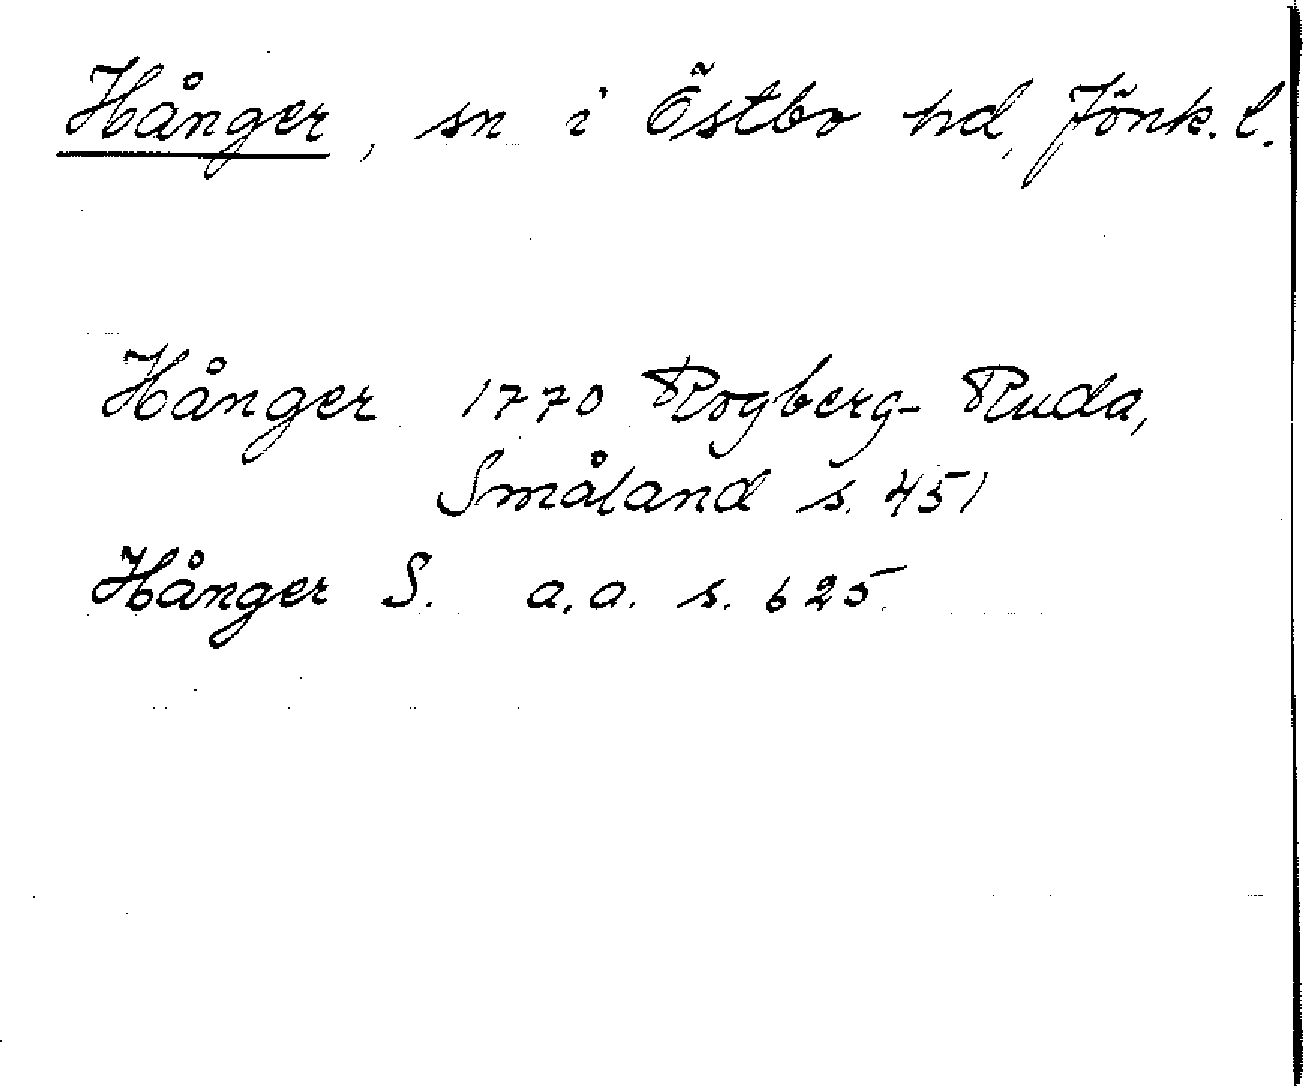 Hånger, sn i Östbo hd, Jönk. l.
Hånger 1770 Rogberg-Ruda,
Småland s. 451
Hånger S. a.a. s. 625